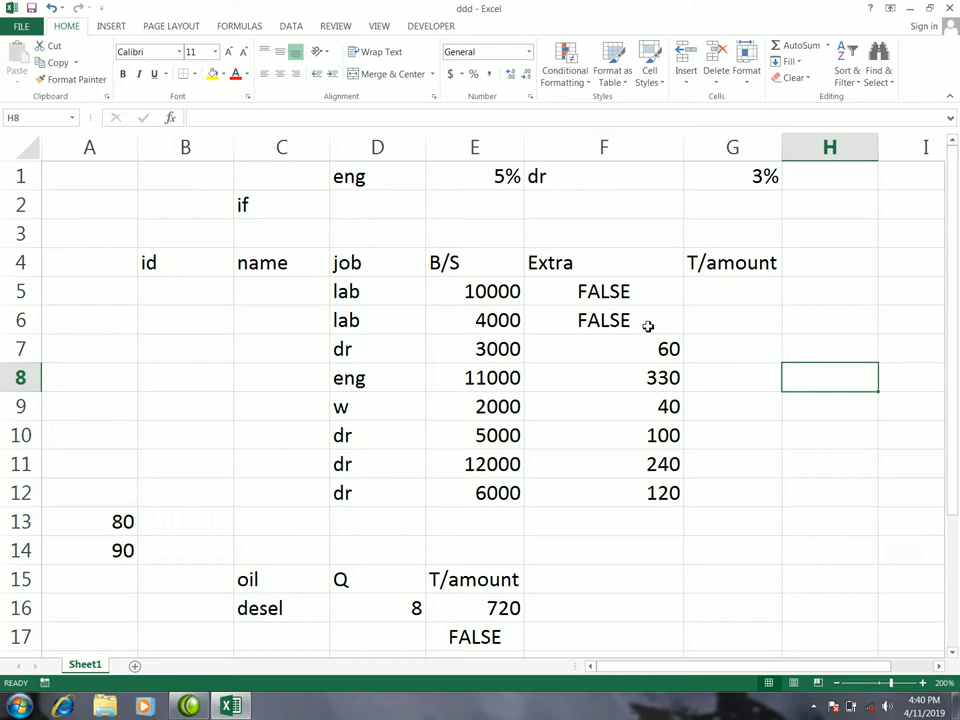 ddd - Excel
?
FILE HOME INSERT PAGE LAYOUT FORMULAS DATA REVIEW VIEW DEVELOPER Sign in
Paste
Cut
Copy
Format Painter
Clipboard
Calibri 11 A A
B I U A
Font
Wrap Text
Merge & Center
Alignment
General
$ % ,
Number
Conditional Formatting
Format as Table
Cell Styles
Styles
Insert Delete Format
Cells
AutoSum
Fill
Clear
Sort & Filter
Find & Select
Editing
H8 fx
A B C D E F G H I
1 eng 5% dr 3%
2 if
3
4 id name job B/S Extra T/amount
5 lab 10000 FALSE
6 lab 4000 FALSE
7 dr 3000 60
8 eng 11000 330
9 w 2000 40
10 dr 5000 100
11 dr 12000 240
12 dr 6000 120
13 80
14 90
15 oil Q T/amount
16 desel 8 720
17 FALSE
Sheet1
READY 200%
4:40 PM
4/11/2019